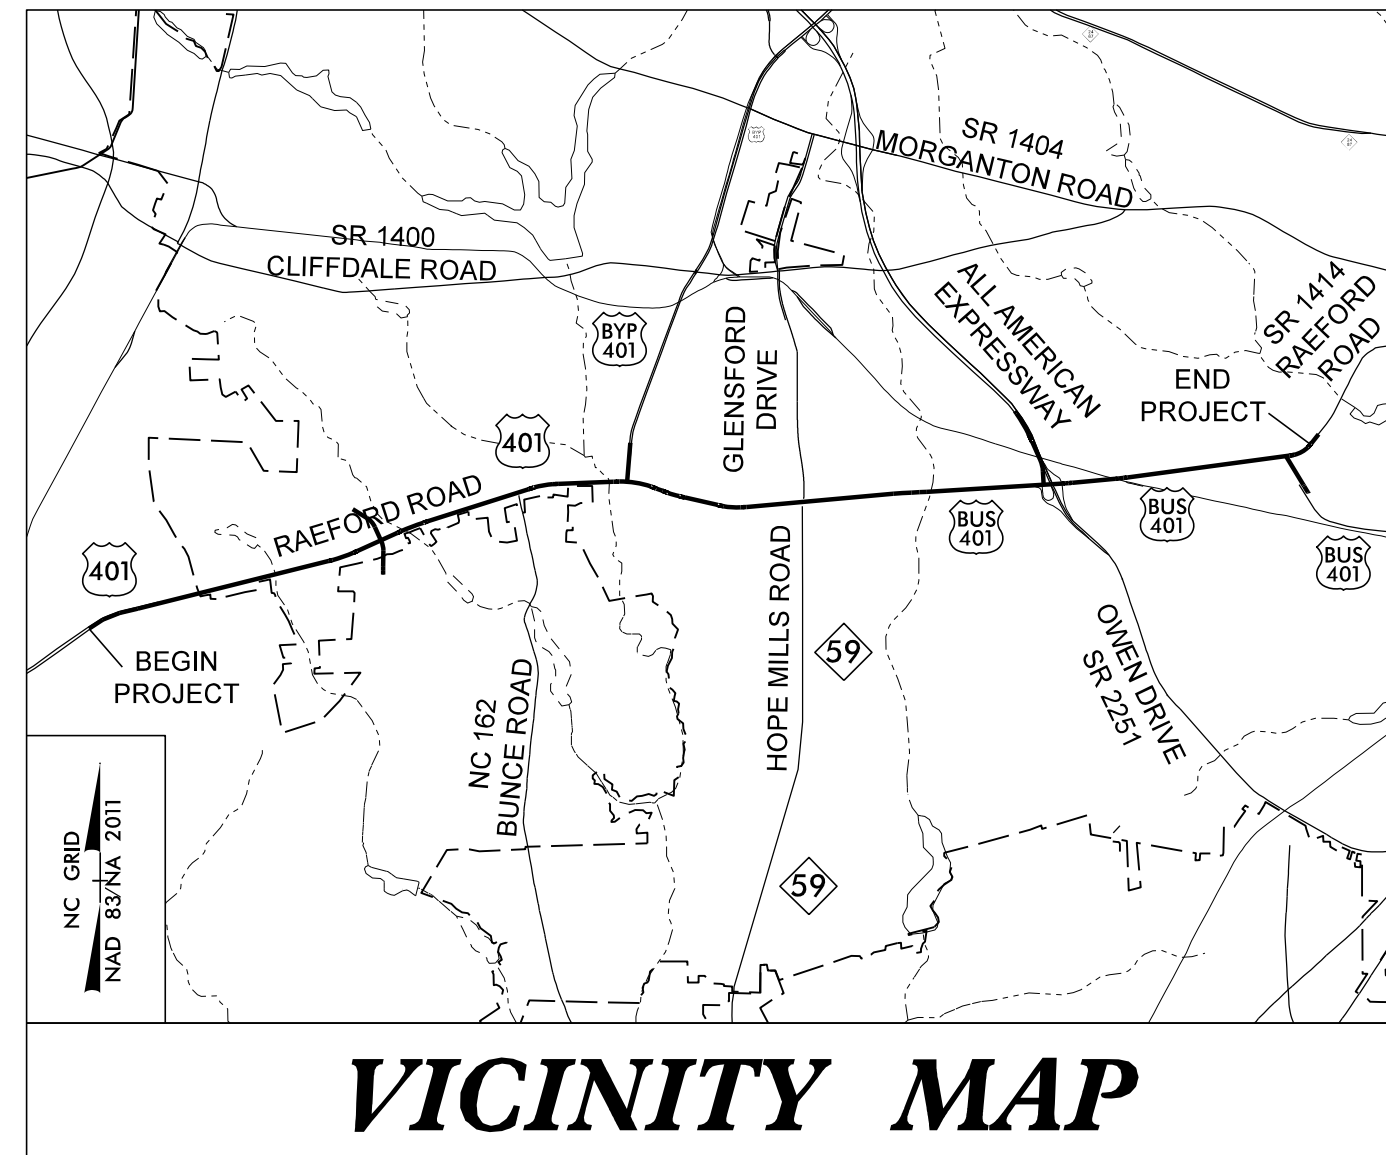 SR 1404
MORGANTON ROAD
SR 1400
CLIFFDALE ROAD
ALL AMERICAN
EXPRESSWAY
SR 1414
RAEFORD
ROAD
BYP
401
GLENSFORD
DRIVE
END
PROJECT
401
RAEFORD ROAD
BUS
401
BUS
401
BUS
401
401
BEGIN
PROJECT
HOPE MILLS ROAD
59
OWEN DRIVE
SR 2251
NC 162
BUNCE ROAD
59
NC GRID
NAD 83/NA 2011
VICINITY MAP